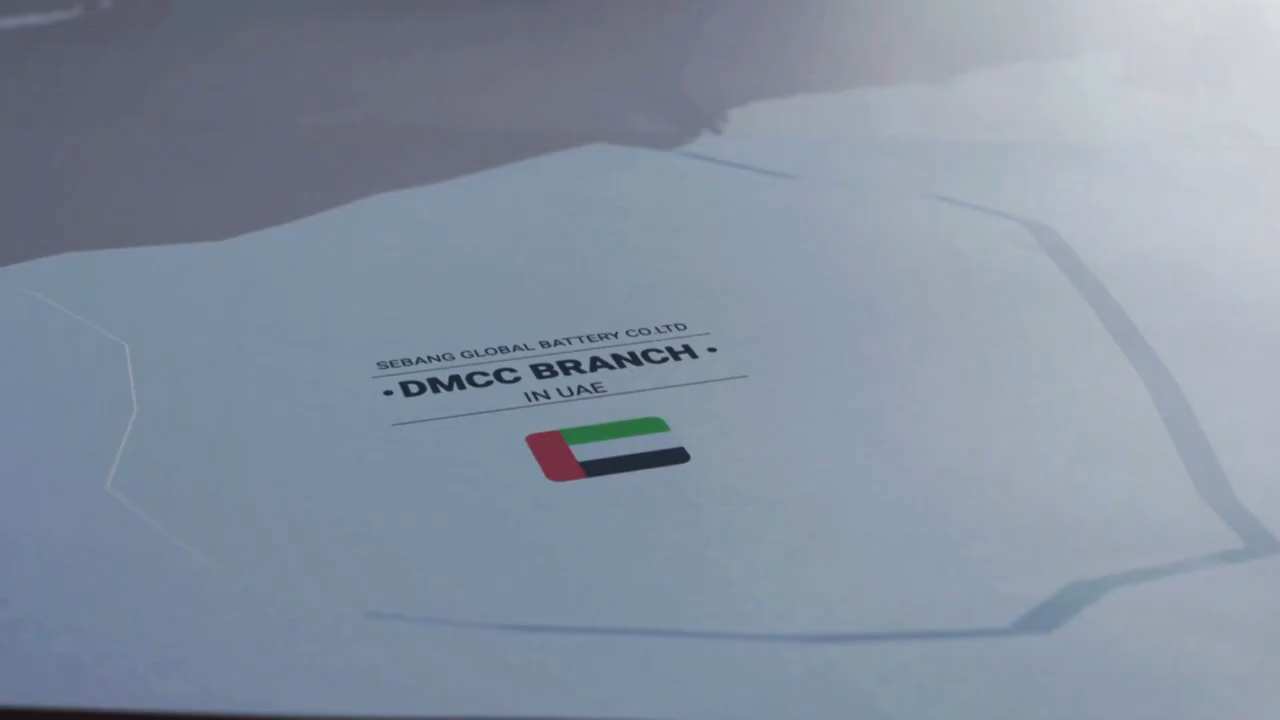 SEBANG GLOBAL BATTERY CO.LTD
• DMCC BRANCH •
IN UAE